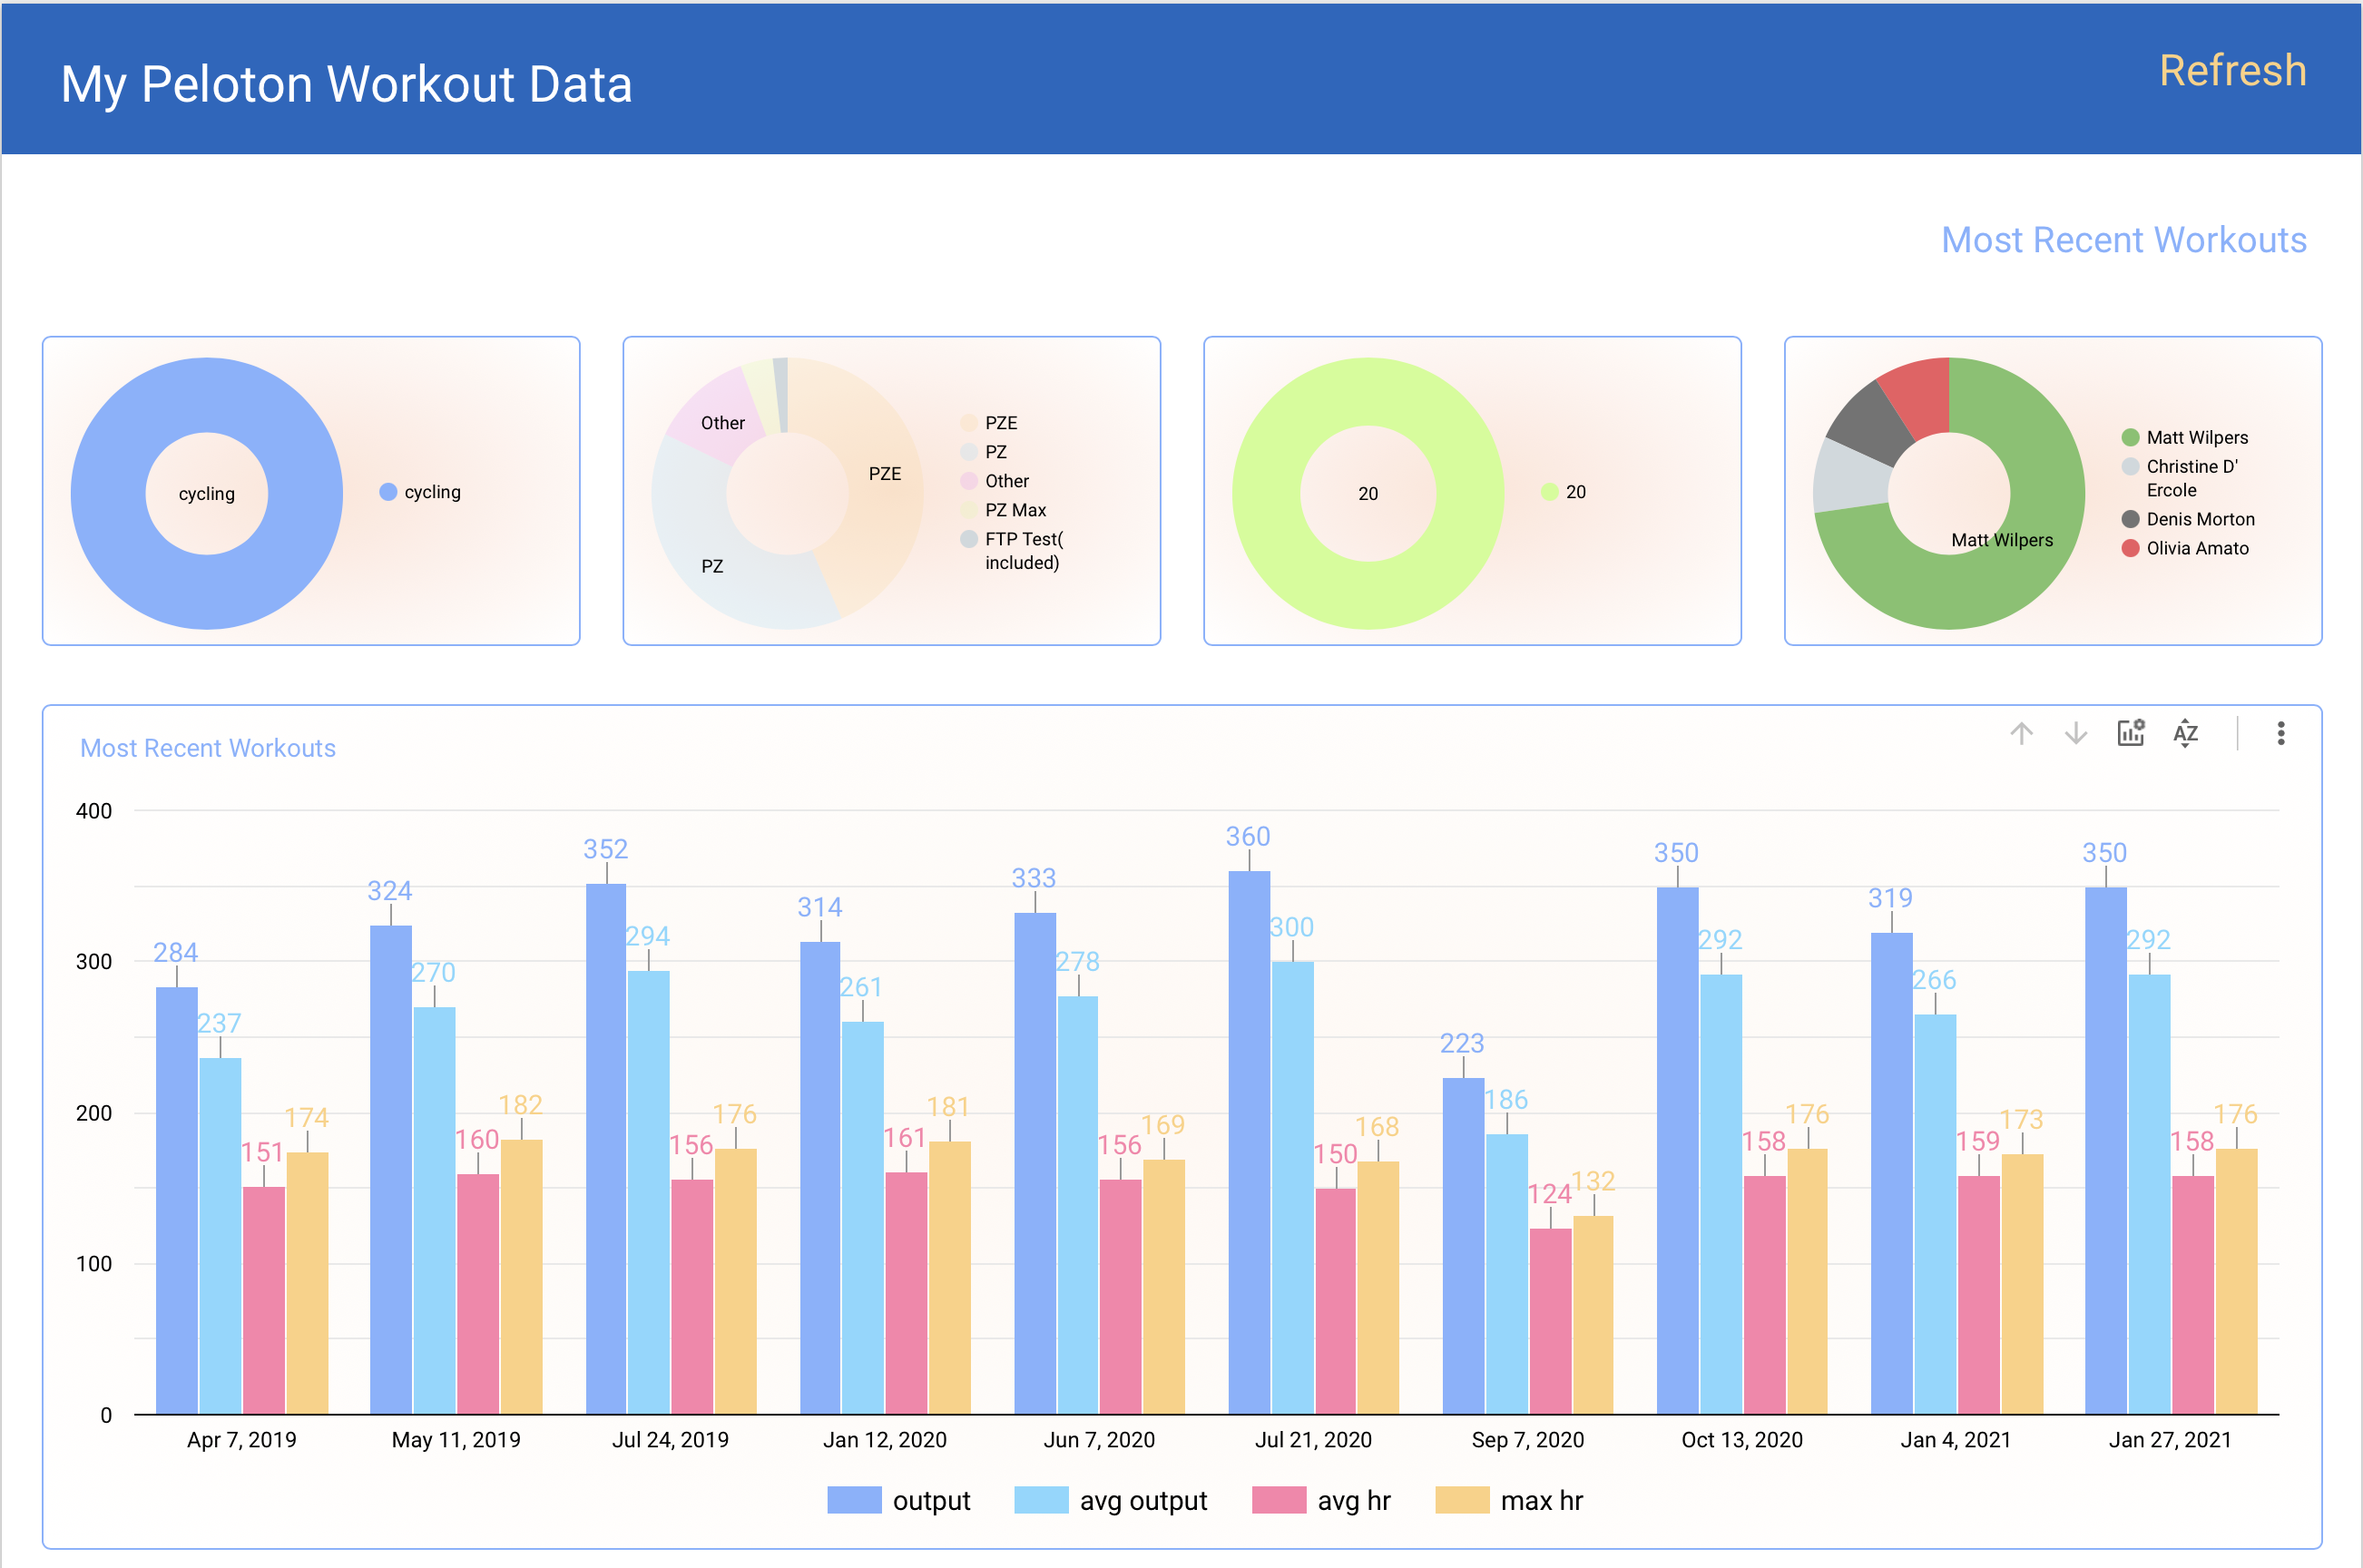 My Peloton Workout Data
Refresh
Most Recent Workouts
cycling
cycling
Other
PZE
PZ
PZE
PZ
Other
PZ Max
FTP Test(
included)
20
20
Matt Wilpers
Matt Wilpers
Christine D'
Ercole
Denis Morton
Olivia Amato
Most Recent Workouts
AZ
400
300
200
100
0
284
237
151
174
324
270
160
182
352
294
156
176
314
261
161
181
333
278
156
169
360
300
150
168
223
186
124
132
350
292
158
176
319
266
159
173
350
292
158
176
Apr 7, 2019
May 11, 2019
Jul 24, 2019
Jan 12, 2020
Jun 7, 2020
Jul 21, 2020
Sep 7, 2020
Oct 13, 2020
Jan 4, 2021
Jan 27, 2021
output
avg output
avg hr
max hr